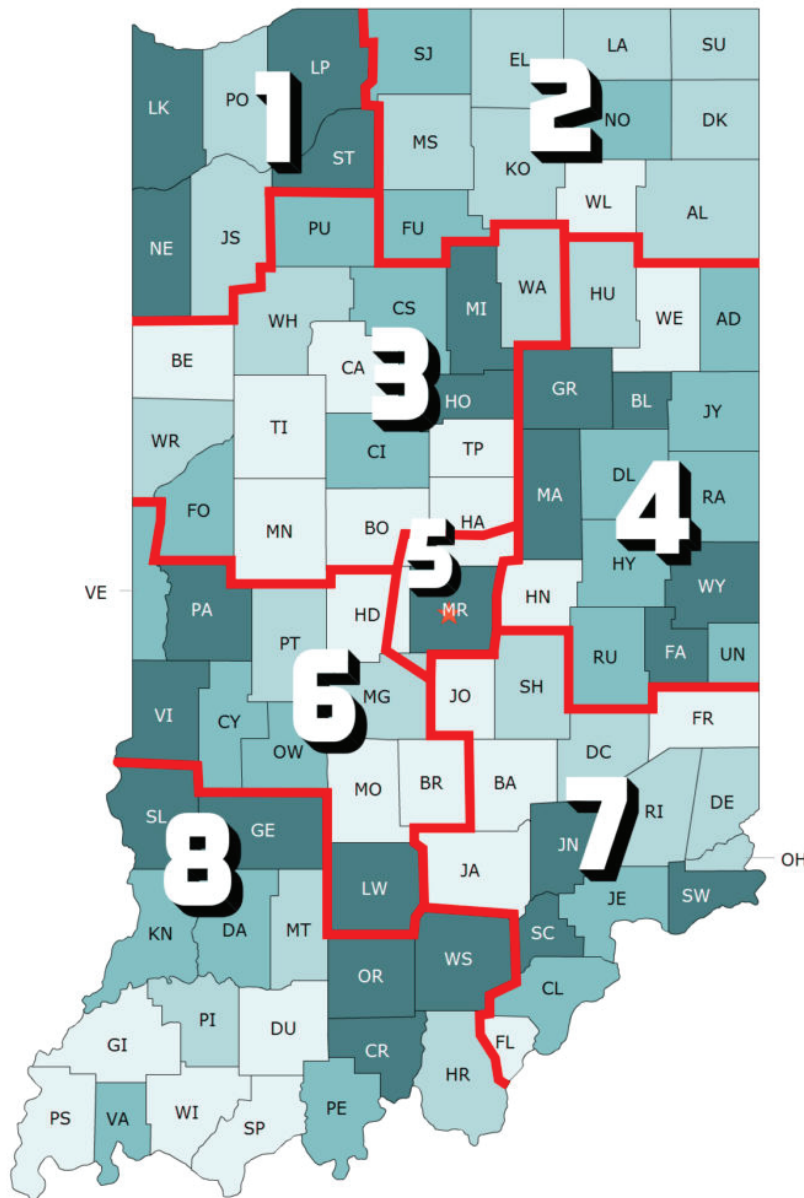 LK
PO
LP
ST
NE
JS
1
SJ
EL
LA
SU
MS
NO
DK
KO
WL
AL
FU
2
PU
WH
CS
MI
WA
BE
CA
HO
WR
TI
CI
TP
FO
MN
BO
HA
3
HU
WE
AD
GR
BL
JY
MA
DL
RA
HY
WY
HN
RU
FA
UN
4
5
MR
VE
PA
PT
HD
VI
CY
OW
MG
MO
BR
LW
6
JO
SH
FR
BA
DC
RI
DE
OH
JN
JA
JE
SW
SC
CL
FL
7
SL
GE
8
KN
DA
MT
OR
WS
PI
DU
GI
CR
HR
PS
VA
WI
SP
PE